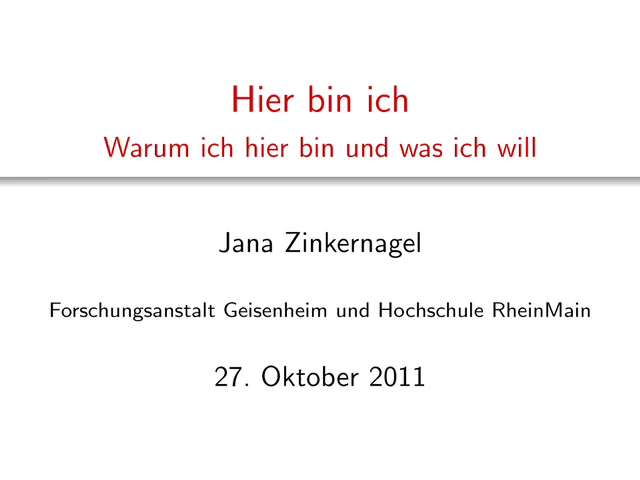 Hier bin ich
Warum ich hier bin und was ich will
Jana Zinkernagel
Forschungsanstalt Geisenheim und Hochschule RheinMain
27. Oktober 2011